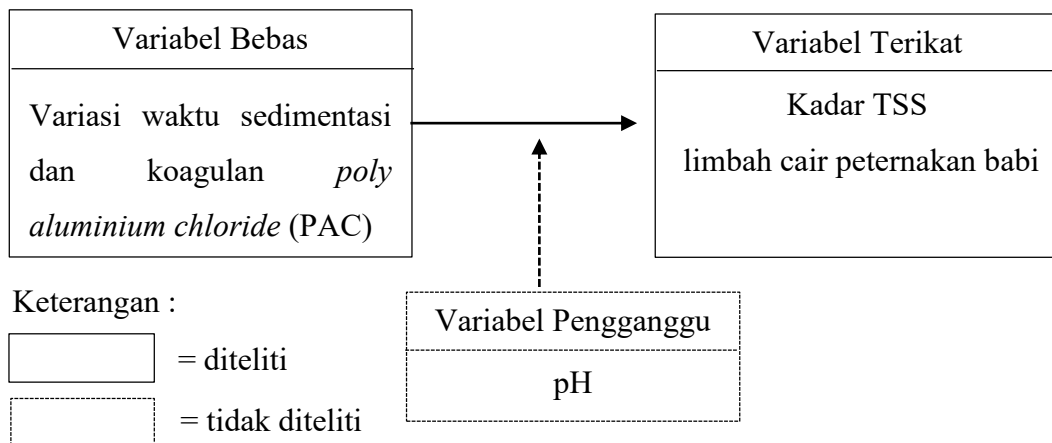 Variabel Bebas
Variasi waktu sedimentasi
dan koagulan poly
aluminium chloride (PAC)
Variabel Terikat
Kadar TSS
limbah cair peternakan babi
Variabel Pengganggu
pH
Keterangan :
= diteliti
= tidak diteliti